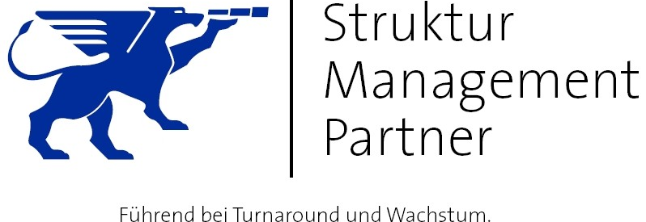 Struktur
Management
Partner
Führend bei Turnaround und Wachstum.